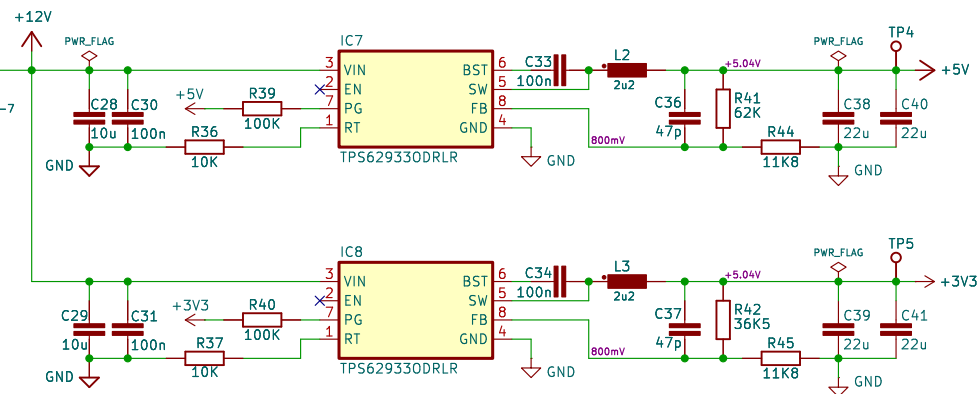 +12V
PWR_FLAG
IC7
PWR_FLAG
TP4
3 VIN BST 6
C33
100n
L2
2u2
+5.04V
+5V
2 EN SW 5
-7
C28
10u
C30
100n
+5V
R39
100K
7 PG FB 8
C36
47p
R41
62K
C38
22u
C40
22u
R36
10K
1 RT GND 4
800mV
R44
11K8
GND
TPS62933ODRLR
GND
GND
IC8
PWR_FLAG
TP5
3 VIN BST 6
C34
100n
L3
2u2
+5.04V
+3V3
2 EN SW 5
C29
10u
C31
100n
+3V3
R40
100K
7 PG FB 8
C37
47p
R42
36K5
C39
22u
C41
22u
R37
10K
1 RT GND 4
800mV
R45
11K8
GND
TPS62933ODRLR
GND
GND